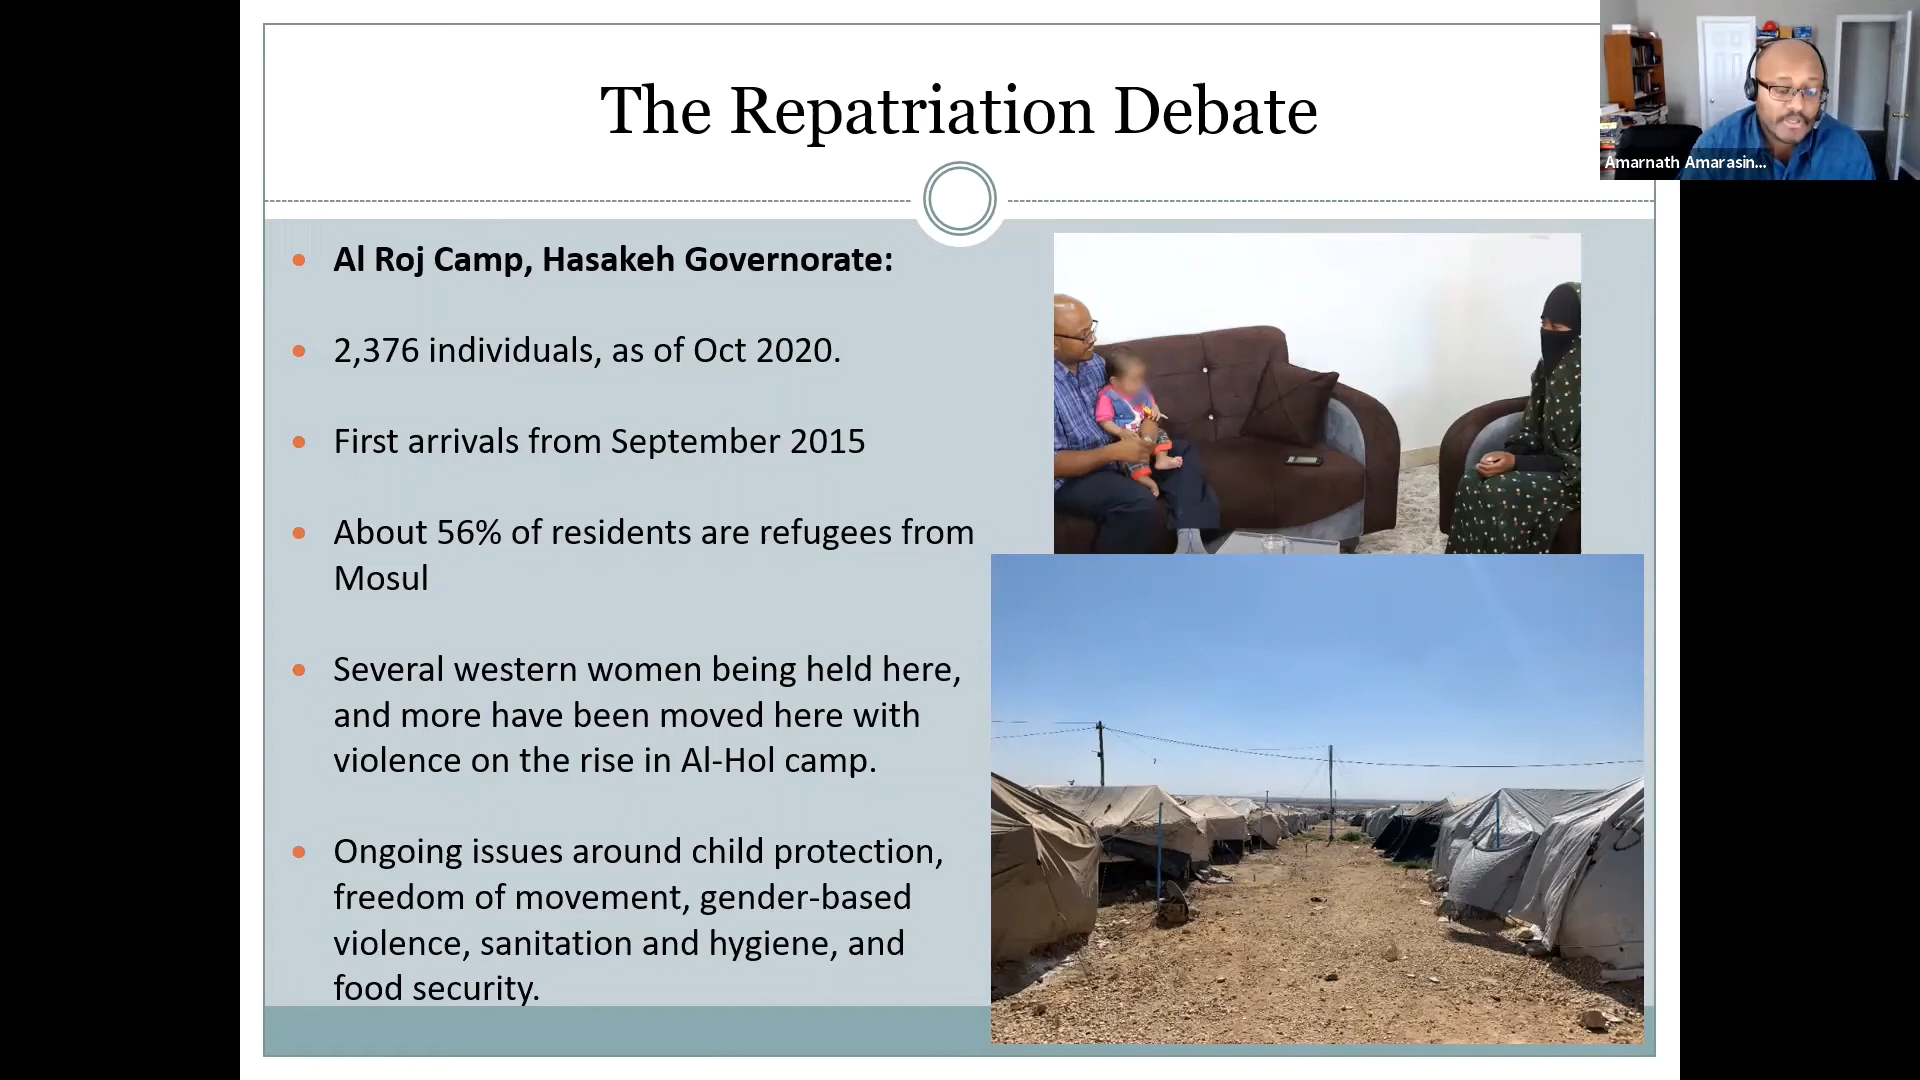 The Repatriation Debate
Amarnath Amarasin...
Al Roj Camp, Hasakeh Governorate:
2,376 individuals, as of Oct 2020.
First arrivals from September 2015
About 56% of residents are refugees from
Mosul
Several western women being held here,
and more have been moved here with
violence on the rise in Al-Hol camp.
Ongoing issues around child protection,
freedom of movement, gender-based
violence, sanitation and hygiene, and
food security.